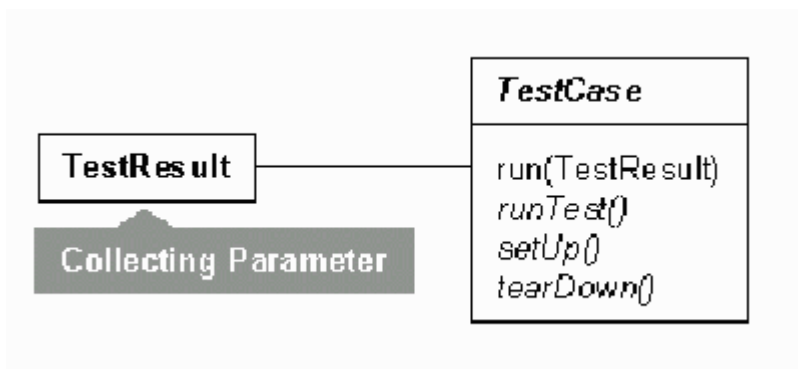 TestResult
Collecting Parameter
TestCase
run(TestResult)
runTest()
setUp()
tearDown()